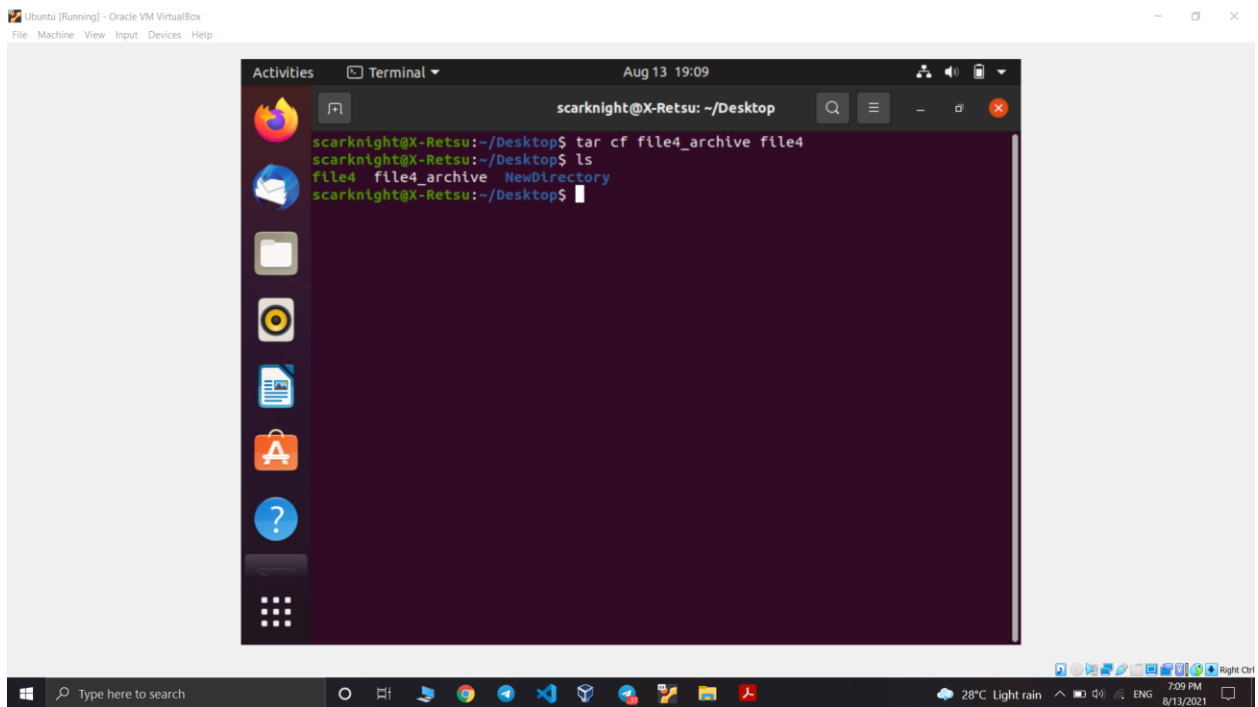 Ubuntu [Running] - Oracle VM VirtualBox
File Machine View Input Devices Help
Activities Terminal Aug 13 19:09
scarknight@X-Retsu: ~/Desktop
scarknight@X-Retsu:~/Desktop$ tar cf file4_archive file4
scarknight@X-Retsu:~/Desktop$ ls
file4 file4_archive NewDirectory
scarknight@X-Retsu:~/Desktop$
Right Ctrl
Type here to search
28°C Light rain
ENG
7:09 PM
8/13/2021